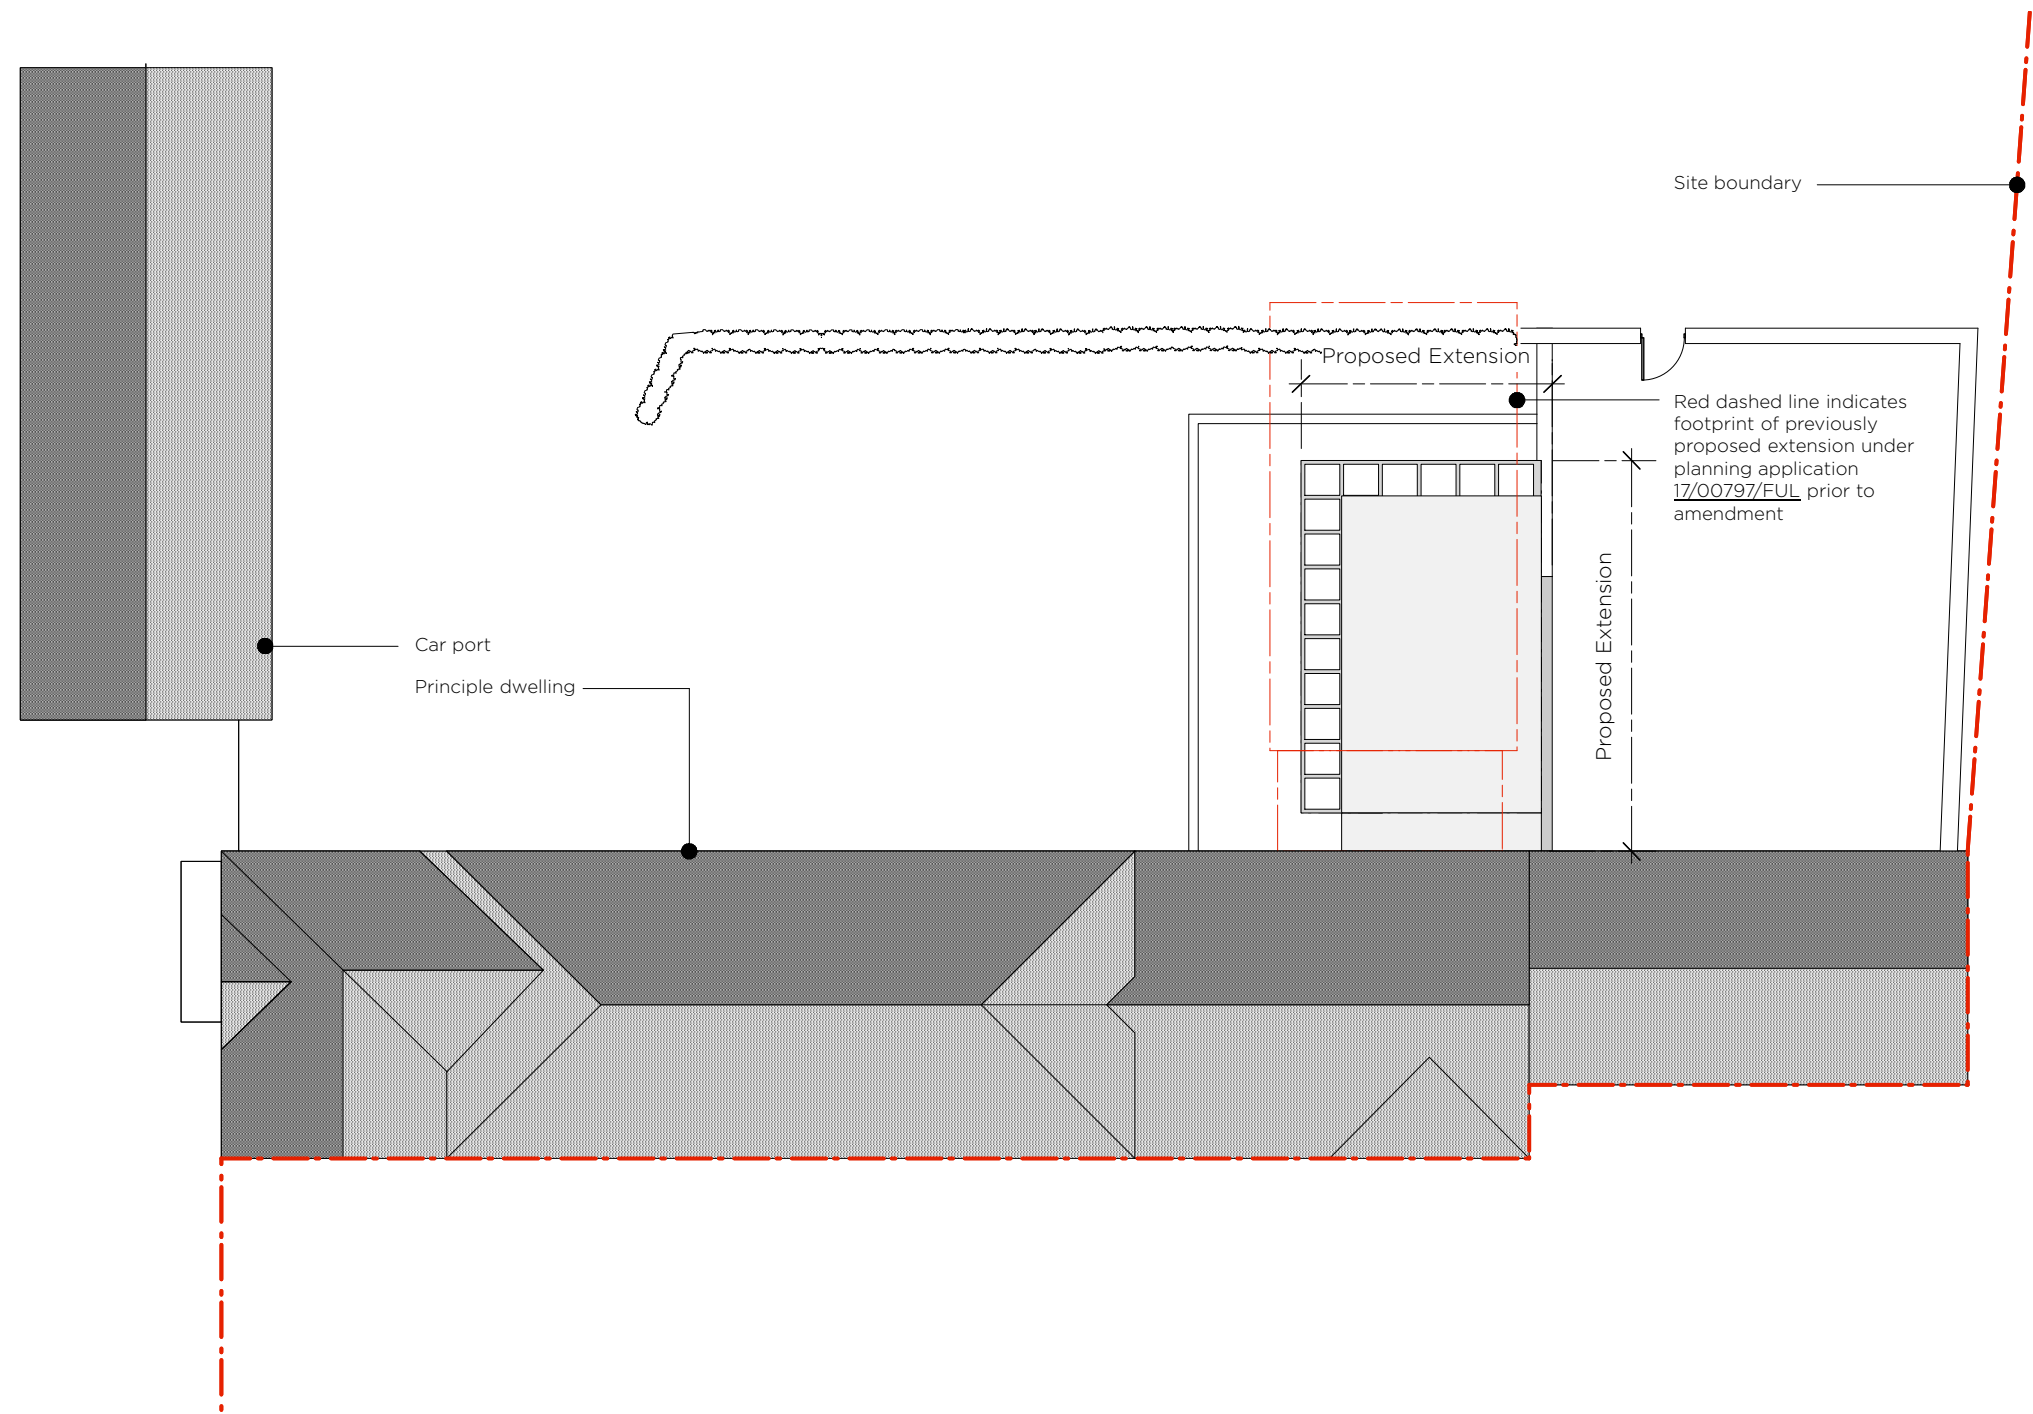 Site boundary
Proposed Extension
Red dashed line indicates
footprint of previously
proposed extension under
planning application
17/00797/FUL prior to
amendment
Proposed Extension
Car port
Principle dwelling